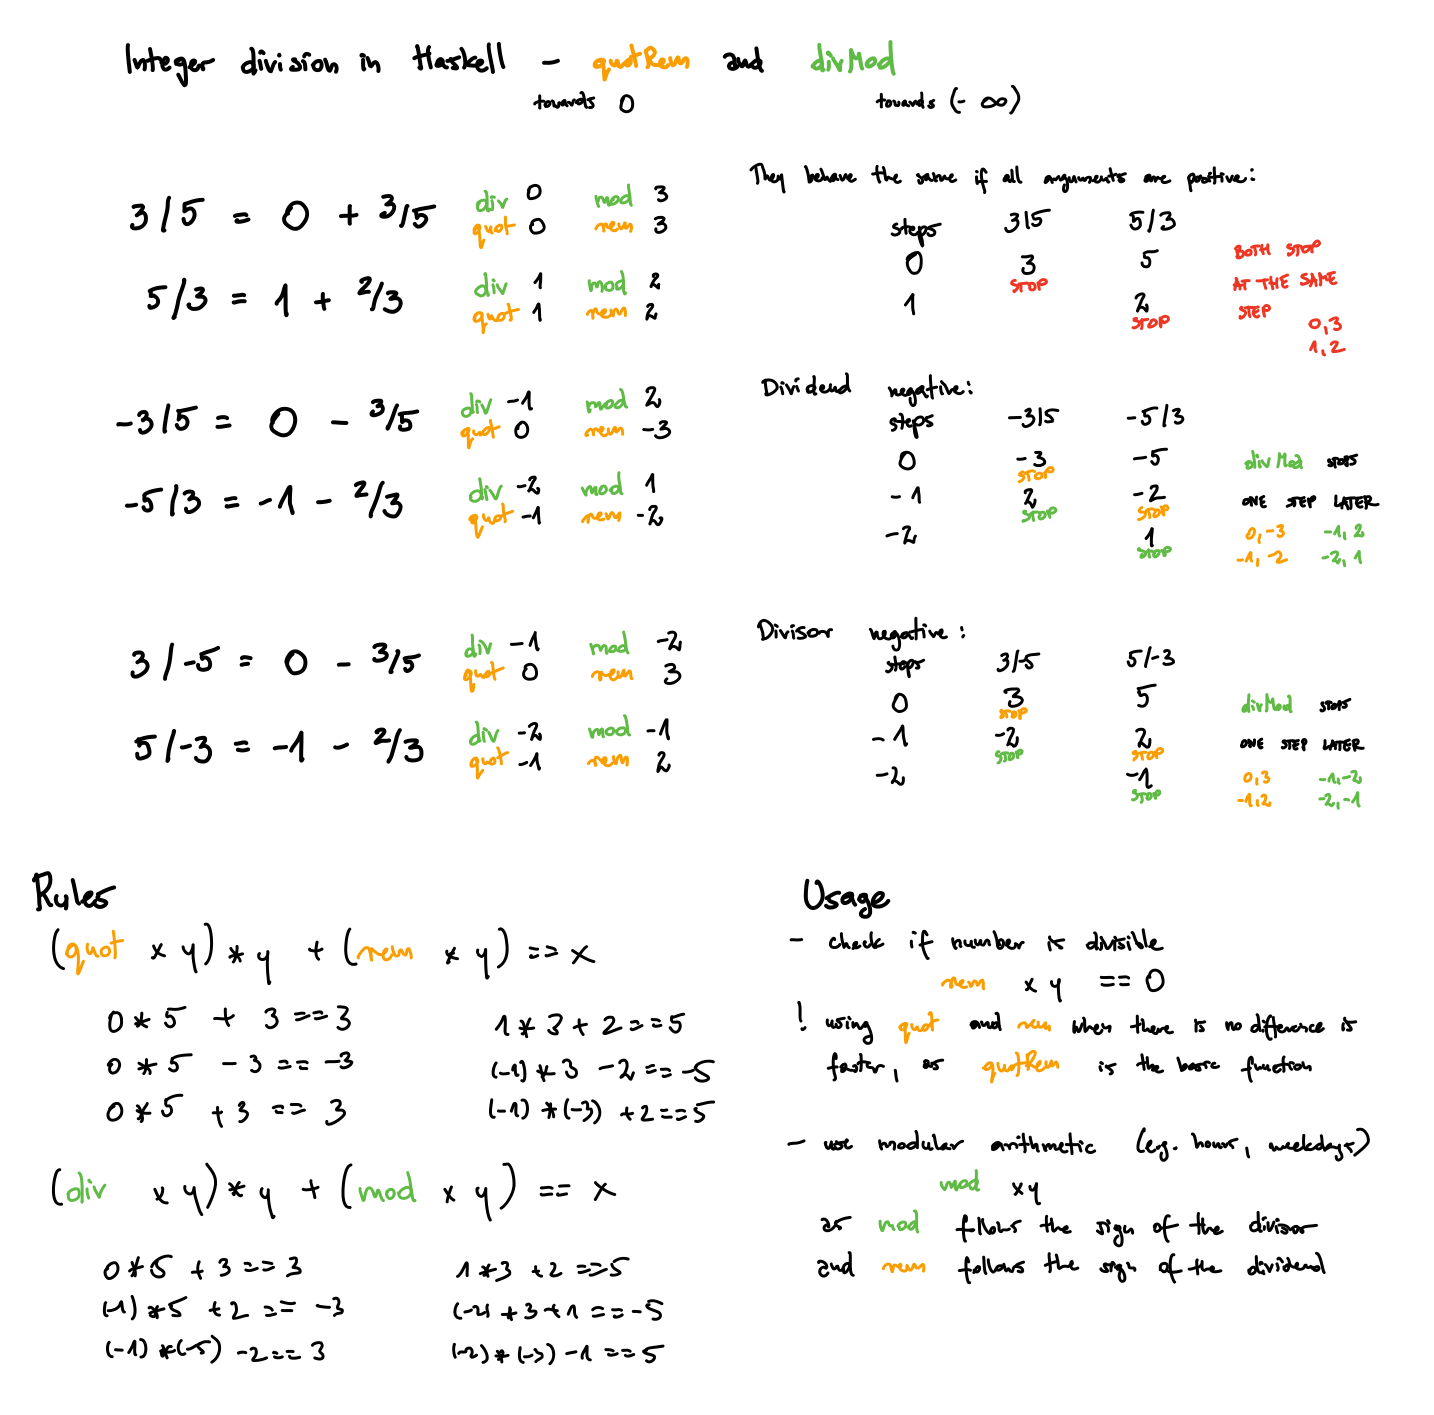 Integer division in Haskell - quotRem and divMod
towards 0 towards (- ∞)
3/5 = 0 + 3/5 div 0 mod 3
quot 0 rem 3
5/3 = 1 + 2/3 div 1 mod 2
quot 1 rem 2
-3/5 = 0 - 3/5 div -1 mod 2
quot 0 rem -3
-5/3 = -1 - 2/3 div -2 mod 1
quot -1 rem -2
3/-5 = 0 - 3/5 div -1 mod -2
quot 0 rem 3
5/-3 = -1 - 2/3 div -2 mod -1
quot -1 rem 2
They behave the same if all arguments are positive:
steps 3/5 5/3
0 3 5
STOP
1 2
STOP
BOTH STOP
AT THE SAME
STEP
0,3
1,2
Dividend negative:
steps -3/5 -5/3
0 -3 -5
STOP
-1 2 -2
STOP STOP
-2 1
STOP
divMod STOPS
ONE STEP LATER
0,-3 -1,2
-1,-2 -2,1
Divisor negative:
steps 3/-5 5/-3
0 3 5
STOP
-1 -2 2
STOP STOP
-2 -1
STOP
divMod STOPS
ONE STEP LATER
0,3 -1,-2
-1,2 -2,-1
Rules
(quot x y) * y + (rem x y) == x
0 * 5 + 3 == 3 1 * 3 + 2 == 5
0 * 5 - 3 == -3 (-1) * 3 - 2 == -5
0 * 5 + 3 == 3 (-1) * (-3) + 2 == 5
(div x y) * y + (mod x y) == x
0 * 5 + 3 == 3 1 * 3 + 2 == 5
(-1) * 5 + 2 == -3 (-2) + 3 + 1 == -5
(-1) * (-5) - 2 == 3 (-2) * (-3) - 1 == 5
Usage
- check if number is divisible
rem x y == 0
! using quot and rem when there is no difference is
faster, as quotRem is the basic function
- use modular arithmetic (e.g. hours, weekdays)
mod x y
as mod follows the sign of the divisor
and rem follows the sign of the dividend